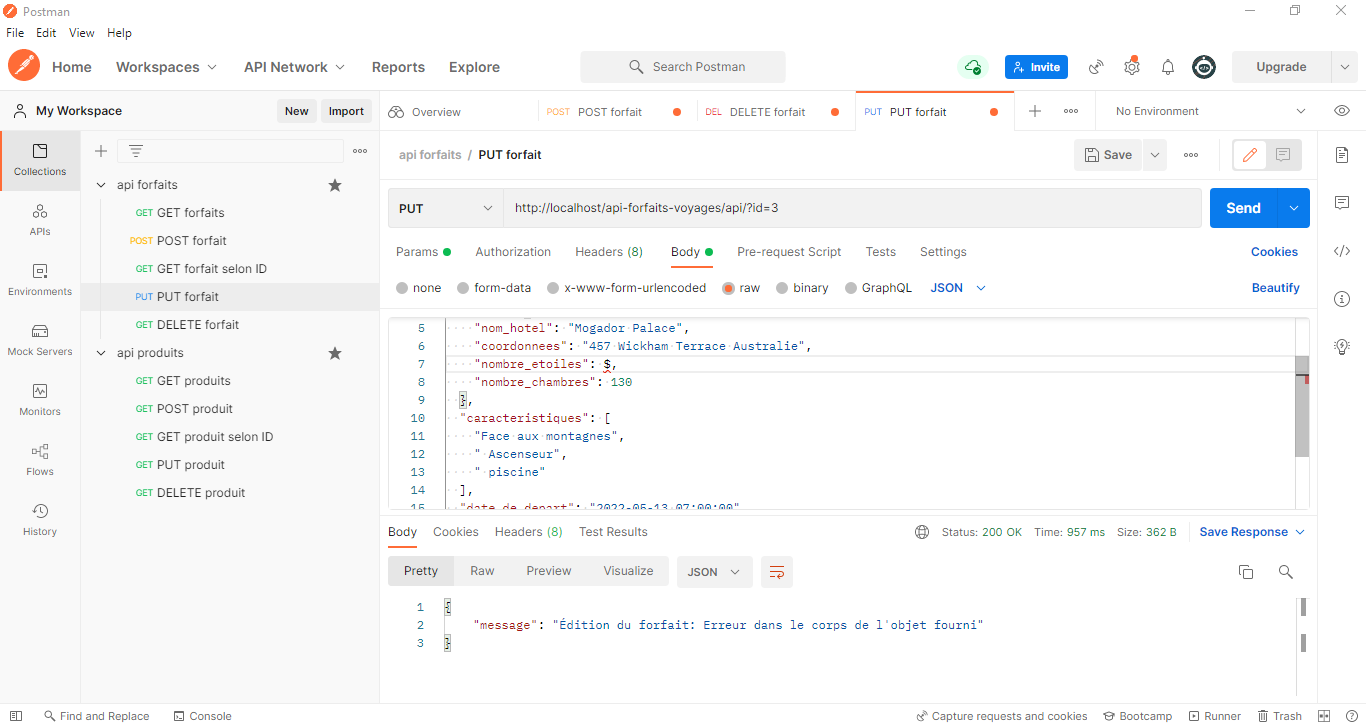 Postman
File Edit View Help
Home Workspaces API Network Reports Explore Search Postman Invite Upgrade
My Workspace New Import Overview POST POST forfait DEL DELETE forfait PUT PUT forfait No Environment
Collections
APIs
Environments
Mock Servers
Monitors
Flows
History
api forfaits
GET GET forfaits
POST POST forfait
GET GET forfait selon ID
PUT PUT forfait
GET DELETE forfait
api produits
GET GET produits
GET POST produit
GET GET produit selon ID
GET PUT produit
GET DELETE produit
api forfaits / PUT forfait Save
PUT http://localhost/api-forfaits-voyages/api/?id=3 Send
Params Authorization Headers (8) Body Pre-request Script Tests Settings Cookies
none form-data x-www-form-urlencoded raw binary GraphQL JSON Beautify
5 "nom_hotel": "Mogador Palace",
6 "coordonnees": "457 Wickham Terrace Australie",
7 "nombre_etoiles": $,
8 "nombre_chambres": 130
9 },
10 "caracteristiques": [
11 "Face aux montagnes",
12 " Ascenseur",
13 " piscine"
14 ],
15 "date_de_depart": "2022-05-13 07:00:00"
Body Cookies Headers (8) Test Results Status: 200 OK Time: 957 ms Size: 362 B Save Response
Pretty Raw Preview Visualize JSON
1 {
2 "message": "Édition du forfait: Erreur dans le corps de l'objet fourni"
3 }
Find and Replace Console Capture requests and cookies Bootcamp Runner Trash